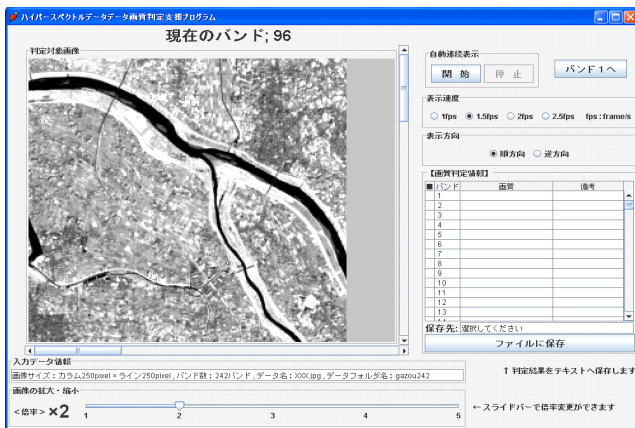 ハイパースペクトルデータデータ画質判定支援プログラム
現在のバンド; 96
判定対象画像
自動連続表示
開 始
停 止
バンド１へ
表示速度
1fps
1.5fps
2fps
2.5fps
fps : frame/s
表示方向
順方向
逆方向
【画質判定情報】
■ バンド 画質 備考
1
2
3
4
5
6
7
8
9
10
11
12
13
保存先: 選択してください
ファイルに保存
↑ 判定結果をテキストへ保存します
入力データ情報
画像サイズ : カラム250pixel × ライン250pixel , バンド数 : 242バンド , データ名 : XXX.jpg , データフォルダ名 : gazou242
画像の拡大・縮小
<倍率> ×2
1 2 3 4 5
← スライドバーで倍率変更ができます